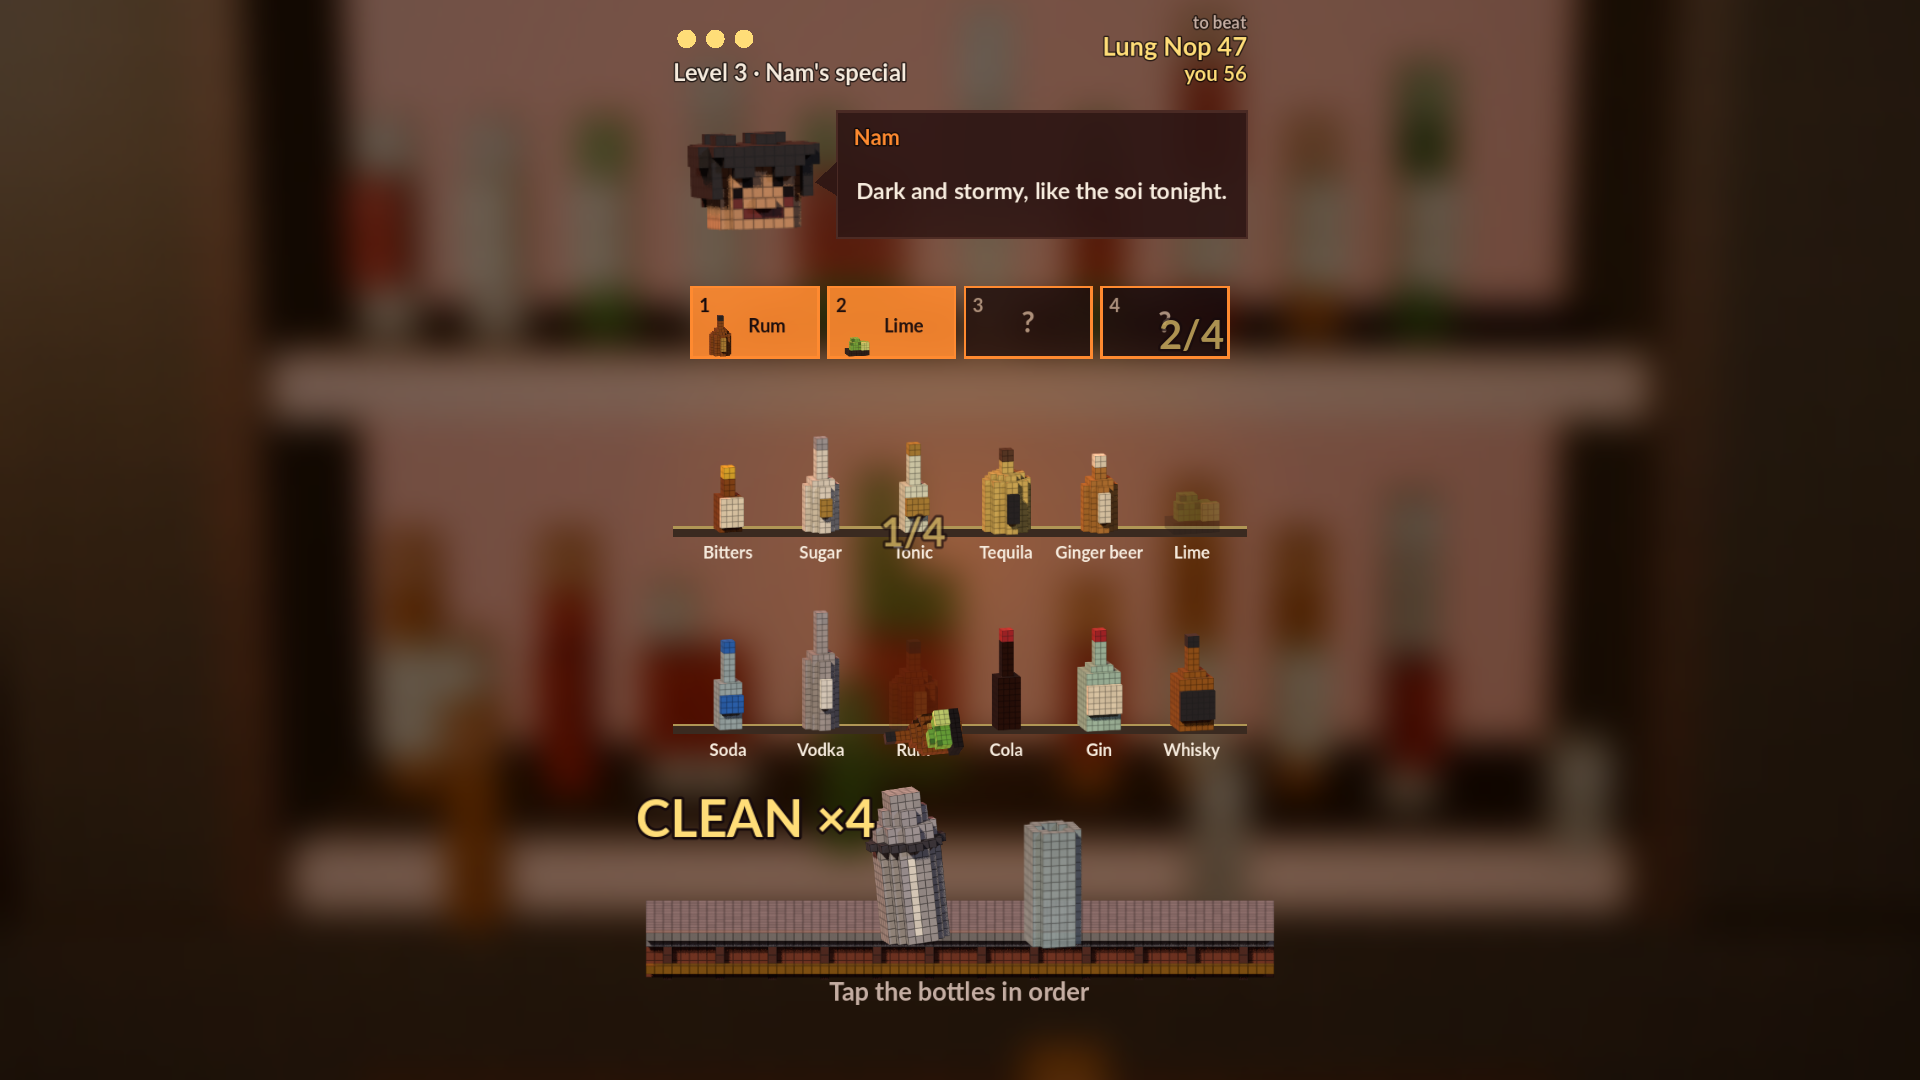 to beat
Lung Nop 47
you 56
Level 3 · Nam's special
Nam
Dark and stormy, like the soi tonight.
1 Rum
2 Lime
3 ?
4 ?
2/4
1/4
Bitters Sugar Tonic Tequila Ginger beer Lime
Soda Vodka Rum Cola Gin Whisky
CLEAN ×4
Tap the bottles in order